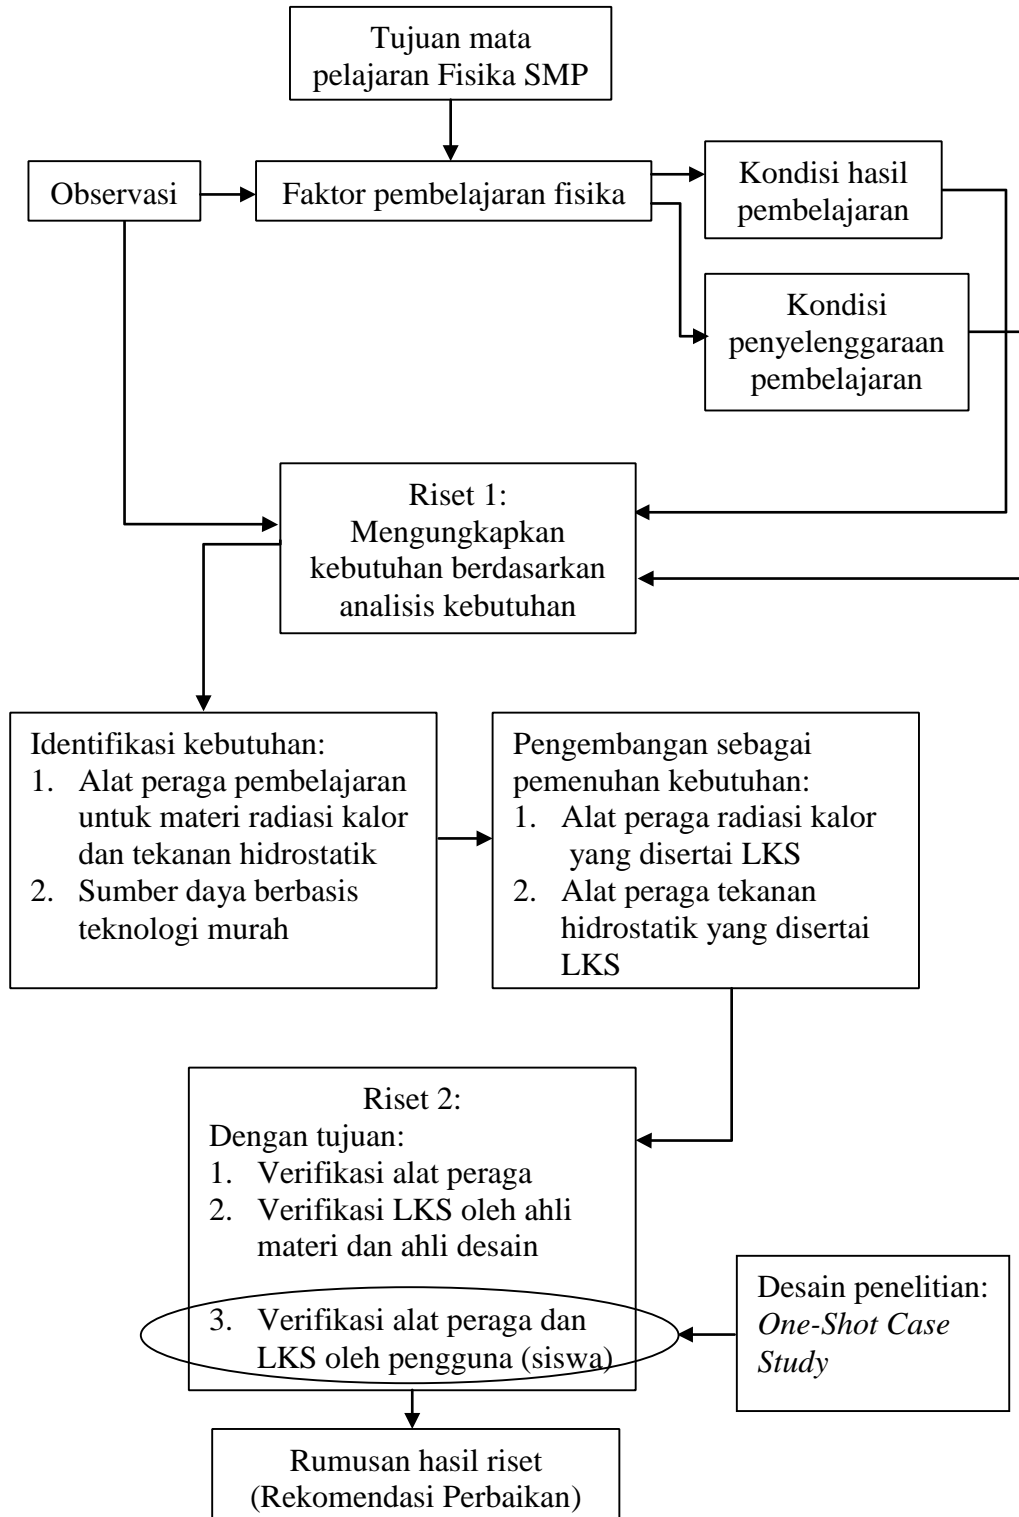 Tujuan mata
pelajaran Fisika SMP
Observasi
Faktor pembelajaran fisika
Kondisi hasil
pembelajaran
Kondisi
penyelenggaraan
pembelajaran
Riset 1:
Mengungkapkan
kebutuhan berdasarkan
analisis kebutuhan
Identifikasi kebutuhan:
1. Alat peraga pembelajaran
untuk materi radiasi kalor
dan tekanan hidrostatik
2. Sumber daya berbasis
teknologi murah
Pengembangan sebagai
pemenuhan kebutuhan:
1. Alat peraga radiasi kalor
yang disertai LKS
2. Alat peraga tekanan
hidrostatik yang disertai
LKS
Riset 2:
Dengan tujuan:
1. Verifikasi alat peraga
2. Verifikasi LKS oleh ahli
materi dan ahli desain
3. Verifikasi alat peraga dan
LKS oleh pengguna (siswa)
Desain penelitian:
One-Shot Case
Study
Rumusan hasil riset
(Rekomendasi Perbaikan)